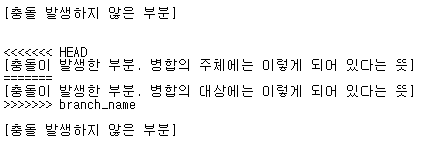 [충돌 발생하지 않은 부분]
<<<<<<< HEAD
[충돌이 발생한 부분. 병합의 주체에는 이렇게 되어 있다는 뜻]
=======
[충돌이 발생한 부분. 병합의 대상에는 이렇게 되어 있다는 뜻]
>>>>>>> branch_name
[충돌 발생하지 않은 부분]